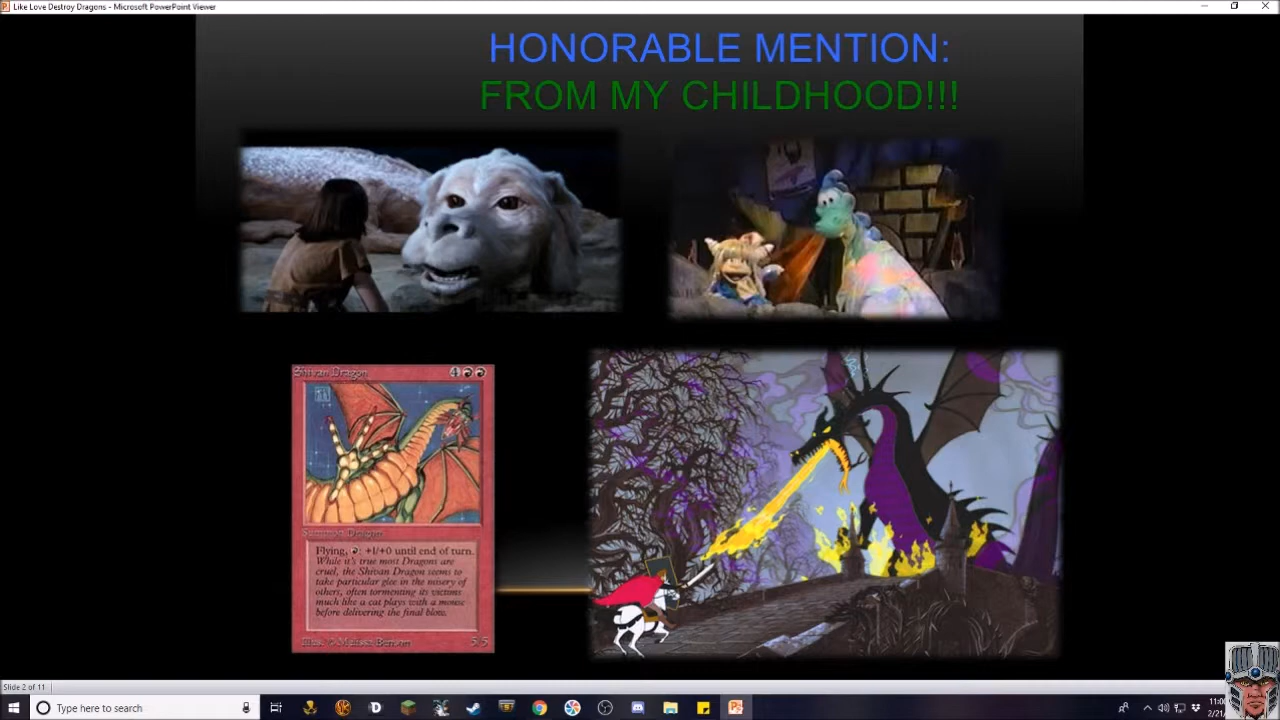 Like Love Destroy Dragons - Microsoft PowerPoint Viewer
HONORABLE MENTION:
FROM MY CHILDHOOD!!!
Shivan Dragon
4
Summon Dragon
Flying, : +1/+0 until end of turn.
While it's true most Dragons are
cruel, the Shivan Dragon seems to
take particular glee in the misery of
others, often tormenting its victims
much like a cat plays with a mouse
before delivering the final blow.
Illus. © Melissa Benson
5/5
Slide 2 of 11
Type here to search